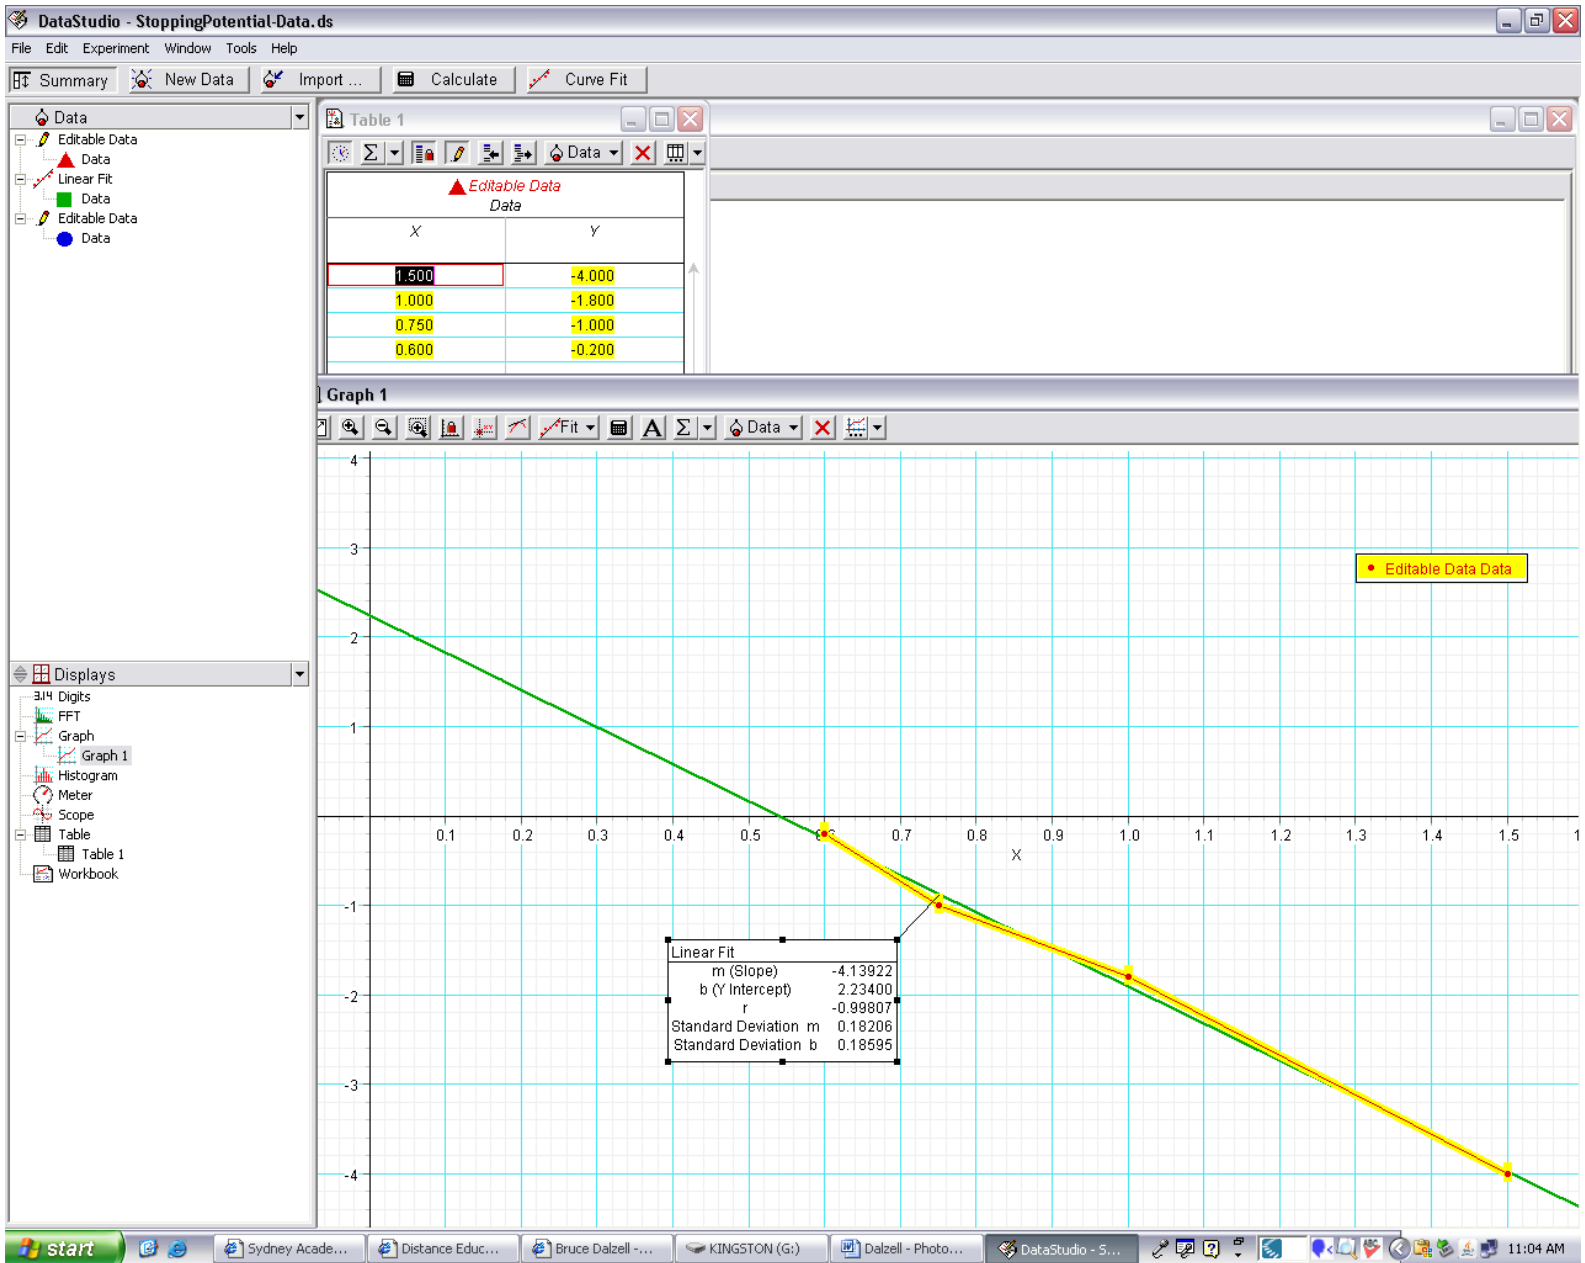 DataStudio - StoppingPotential-Data.ds
File Edit Experiment Window Tools Help
Summary New Data Import ... Calculate Curve Fit
Data
Editable Data
Data
Linear Fit
Data
Editable Data
Data
Table 1
Σ Data
Editable Data
Data
X Y
1.500 -4.000
1.000 -1.800
0.750 -1.000
0.600 -0.200
Graph 1
Fit A Σ Data
4
3
2
1
-1
-2
-3
-4
Editable Data Data
0.1 0.2 0.3 0.4 0.5 0.7 0.8 0.9 1.0 1.1 1.2 1.3 1.4 1.5
X
Linear Fit
m (Slope) -4.13922
b (Y Intercept) 2.23400
r -0.99807
Standard Deviation m 0.18206
Standard Deviation b 0.18595
Displays
3.14 Digits
FFT
Graph
Graph 1
Histogram
Meter
Scope
Table
Table 1
Workbook
start Sydney Acade... Distance Educ... Bruce Dalzell -... KINGSTON (G:) Dalzell - Photo... DataStudio - S... 11:04 AM